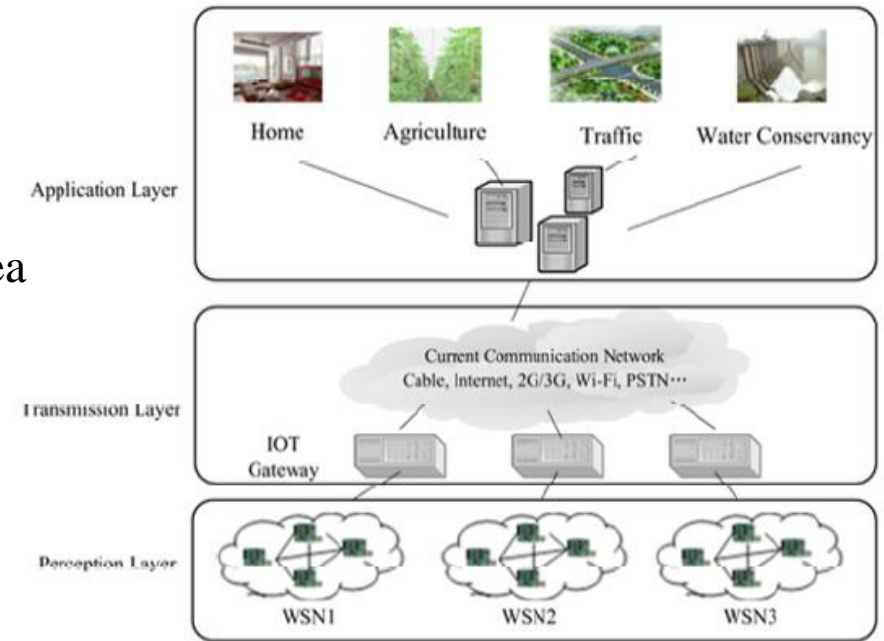 Home
Agriculture
Traffic
Water Conservancy
Application Layer
ea
Current Communication Network
Cable, Internet, 2G/3G, Wi-Fi, PSTN···
Transmission Layer
IOT
Gateway
Perception Layer
WSN1
WSN2
WSN3